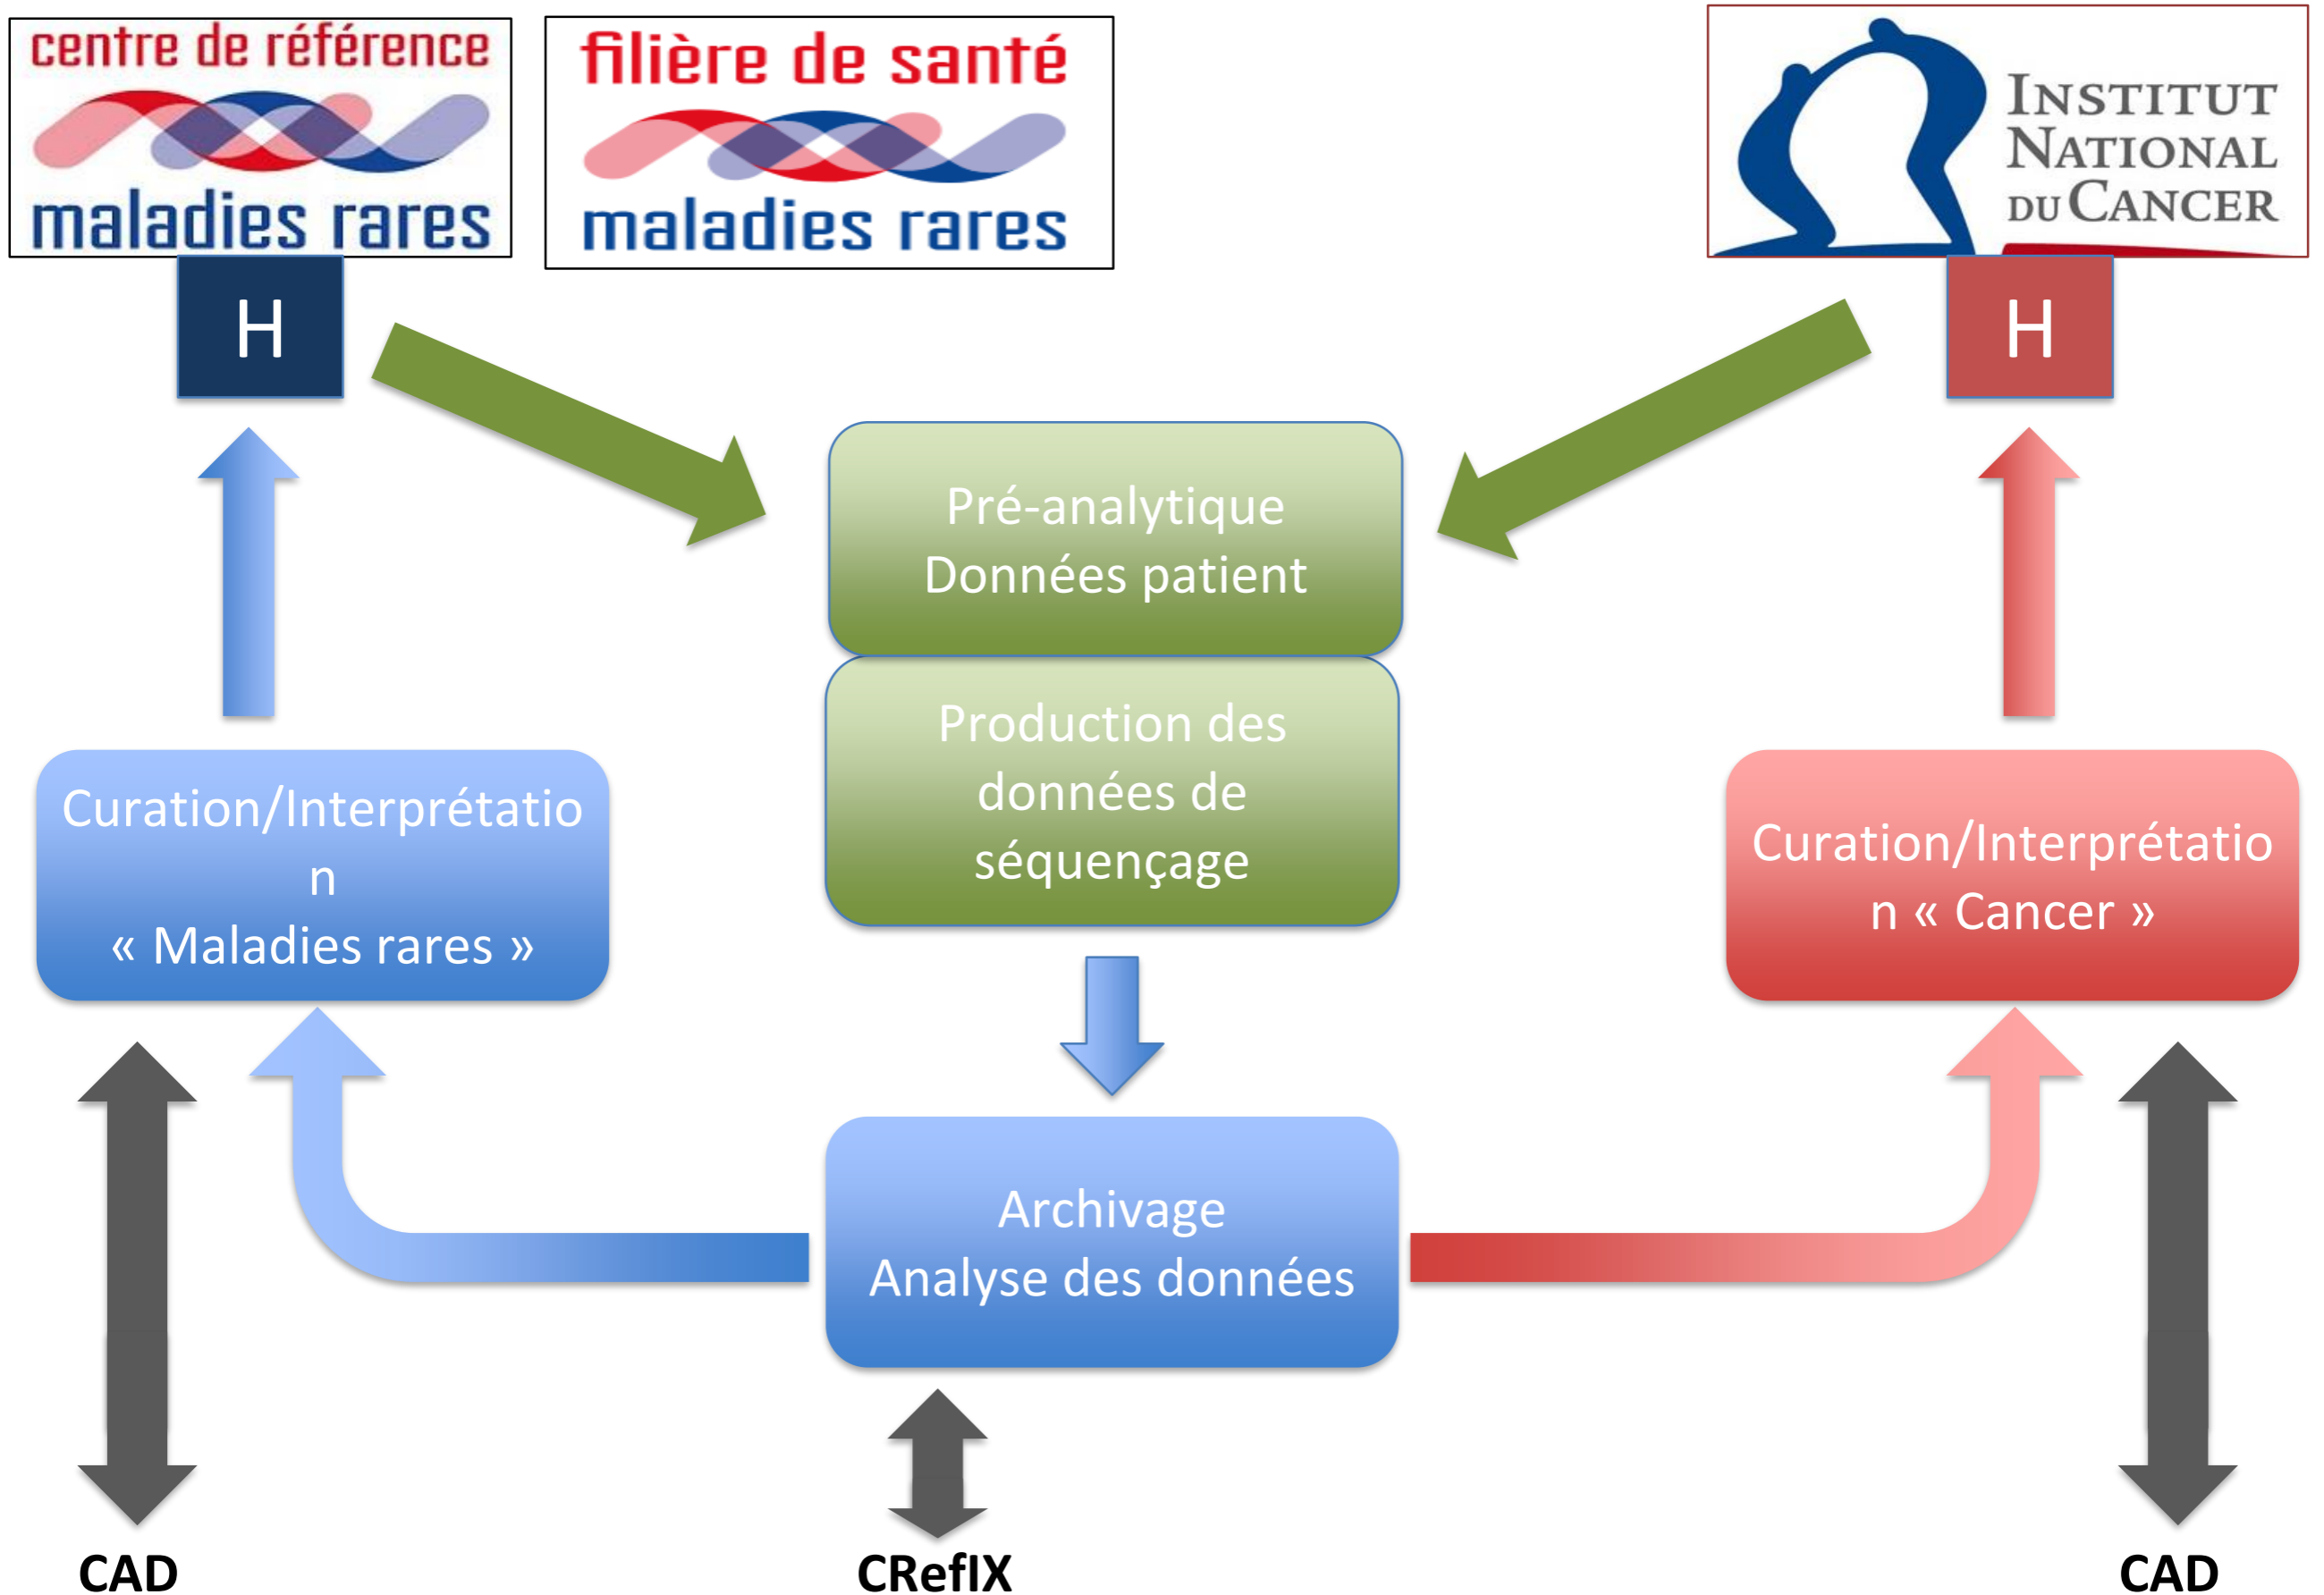 centre de référence
maladies rares
filière de santé
maladies rares
INSTITUT
NATIONAL
DU CANCER
H
H
Pré-analytique
Données patient
Production des
données de
séquençage
Curation/Interprétatio
n
« Maladies rares »
Curation/Interprétatio
n « Cancer »
Archivage
Analyse des données
CAD
CRefIX
CAD